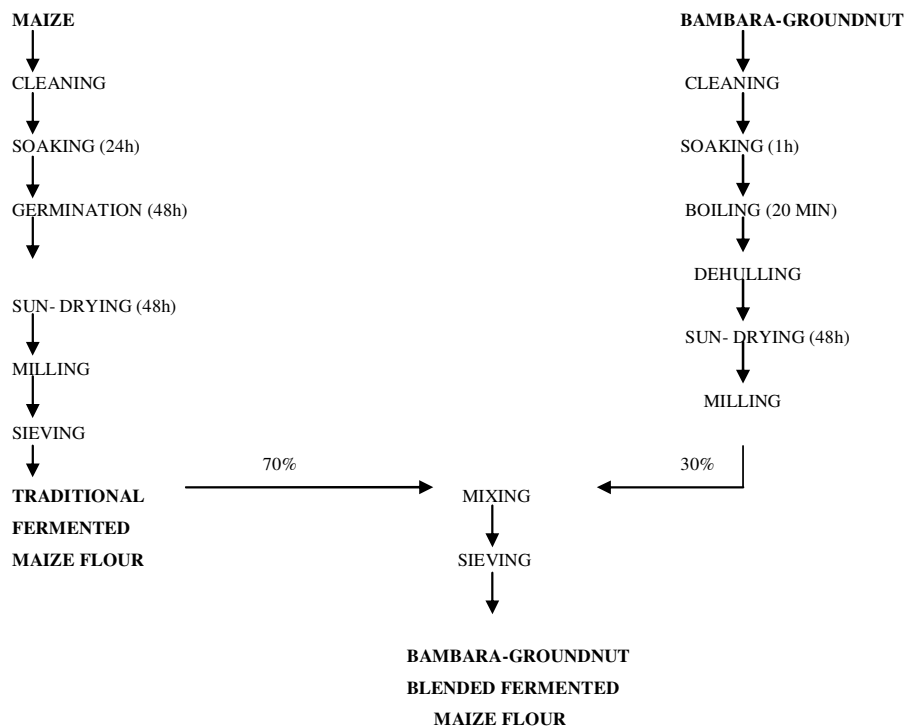 MAIZE
CLEANING
SOAKING (24h)
GERMINATION (48h)
SUN- DRYING (48h)
MILLING
SIEVING
TRADITIONAL
FERMENTED
MAIZE FLOUR
70%
BAMBARA-GROUNDNUT
CLEANING
SOAKING (1h)
BOILING (20 MIN)
DEHULLING
SUN- DRYING (48h)
MILLING
30%
MIXING
SIEVING
BAMBARA-GROUNDNUT
BLENDED FERMENTED
MAIZE FLOUR